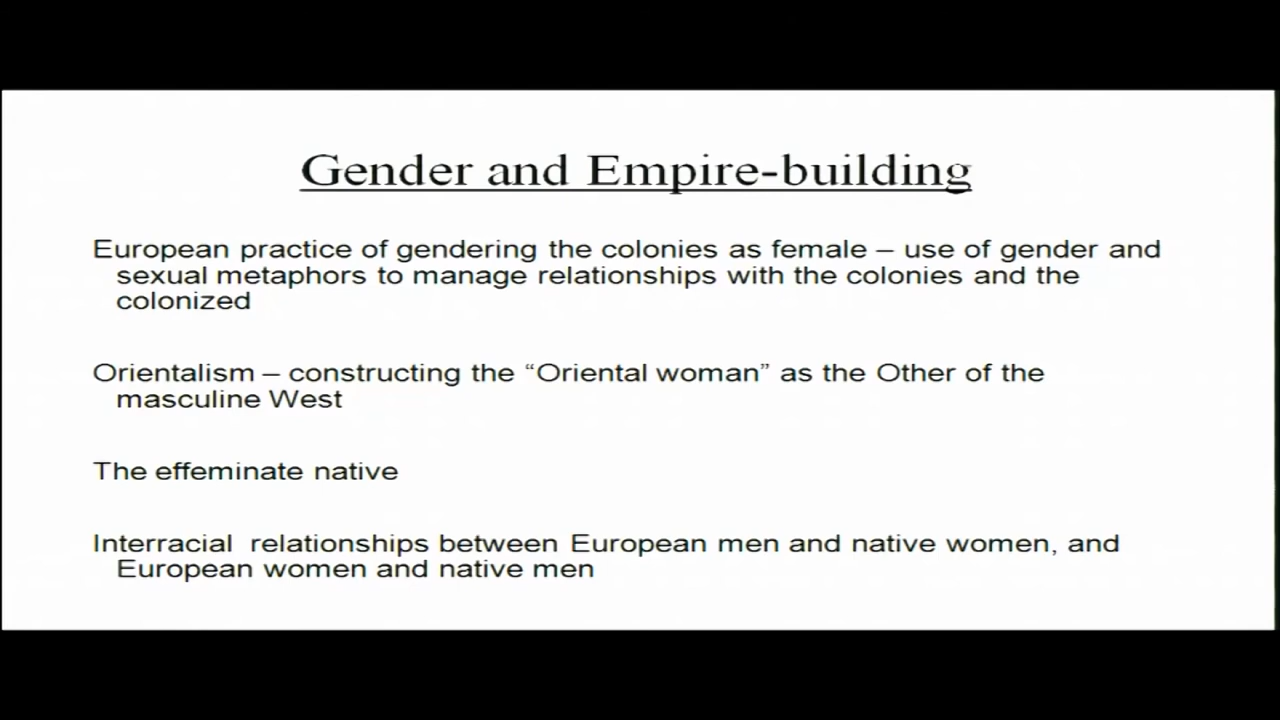 Gender and Empire-building
European practice of gendering the colonies as female – use of gender and
sexual metaphors to manage relationships with the colonies and the
colonized
Orientalism – constructing the “Oriental woman” as the Other of the
masculine West
The effeminate native
Interracial  relationships between European men and native women, and
European women and native men